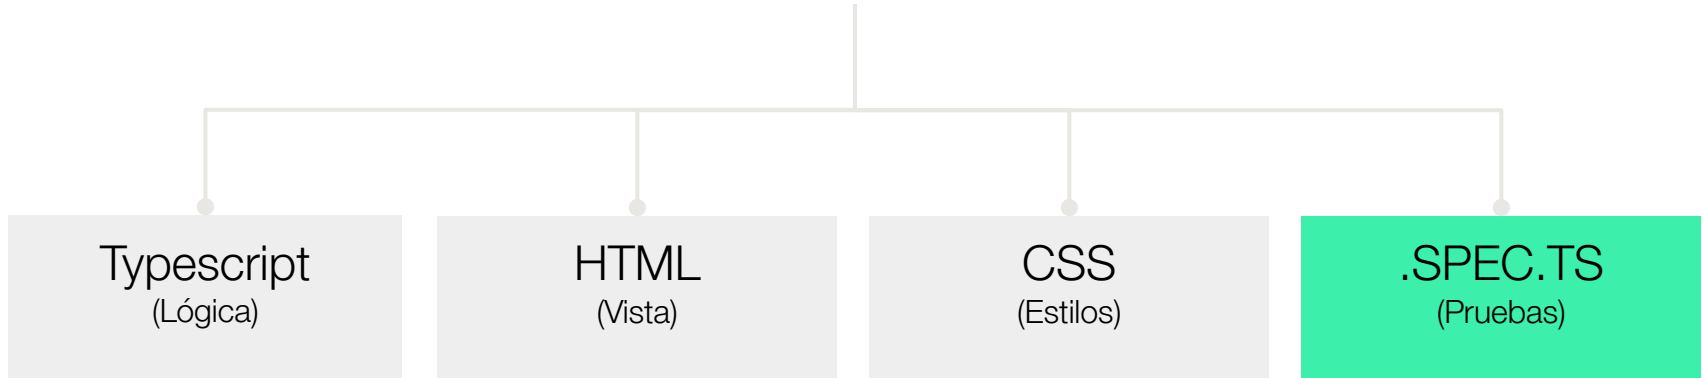 Typescript
(Lógica)
HTML
(Vista)
CSS
(Estilos)
.SPEC.TS
(Pruebas)